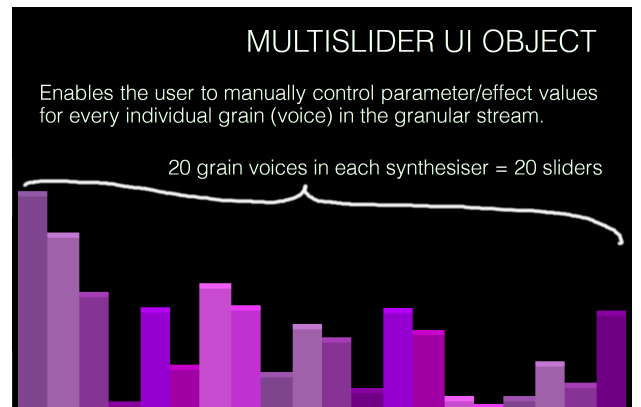 MULTISLIDER UI OBJECT
Enables the user to manually control parameter/effect values
for every individual grain (voice) in the granular stream.
20 grain voices in each synthesiser = 20 sliders